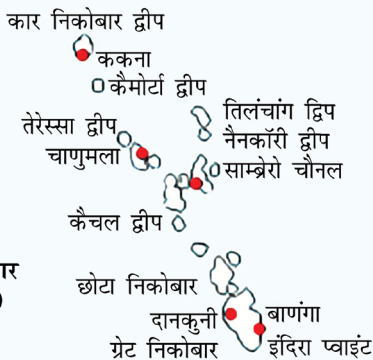 कार निकोबार द्वीप
ककना
कैमोर्टा द्वीप
तिलंचांग द्विप
तेरेस्सा द्वीप
नैनकॉरी द्वीप
चाणुमला
साम्ब्रेरो चौनल
कैचल द्वीप
ार
)
छोटा निकोबार
दानकुनी
बाणंगा
ग्रेट निकोबार
इंदिरा प्वाइंट